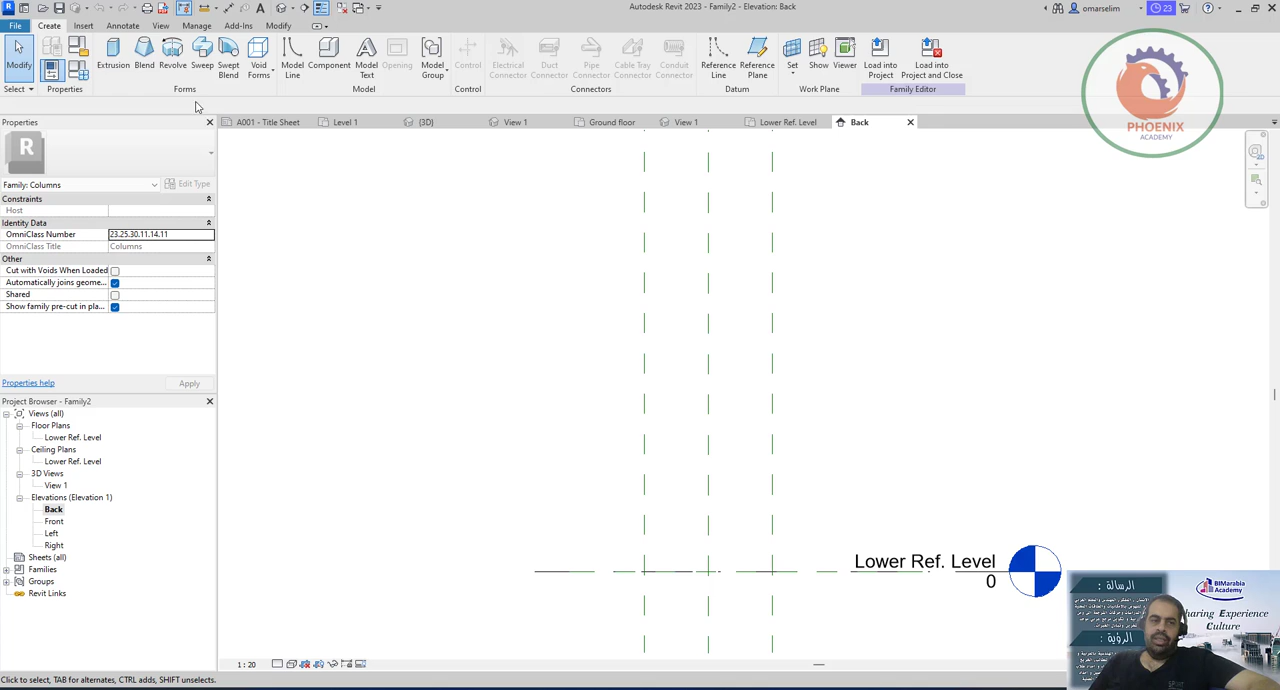 Autodesk Revit 2023 - Family2 - Elevation: Back
omarselim
23
File Create Insert Annotate View Manage Add-Ins Modify
Modify
Extrusion Blend Revolve Sweep Swept Blend Void Forms
Model Line Component Model Text Opening Model Group
Control
Electrical Connector Duct Connector Pipe Connector Cable Tray Connector Conduit Connector
Reference Line Reference Plane
Set Show Viewer
Load into Project Load into Project and Close
Select Properties Forms Model Control Connectors Datum Work Plane Family Editor
PHOENIX
ACADEMY
Properties
A001 - Title Sheet Level 1 {3D} View 1 Ground floor View 1 Lower Ref. Level Back
R
Family: Columns Edit Type
Constraints
Host
Identity Data
OmniClass Number 23.25.30.11.14.11
OmniClass Title Columns
Other
Cut with Voids When Loaded
Automatically joins geome...
Shared
Show family pre-cut in pla...
Properties help Apply
Project Browser - Family2
Views (all)
Floor Plans
Lower Ref. Level
Ceiling Plans
Lower Ref. Level
3D Views
View 1
Elevations (Elevation 1)
Back
Front
Left
Right
Sheets (all)
Families
Groups
Revit Links
Lower Ref. Level
0
الرسالة :
BIMarabia
Academy
Sharing Experience
Culture
الرؤية :
1 : 20
Click to select, TAB for alternates, CTRL adds, SHIFT unselects.